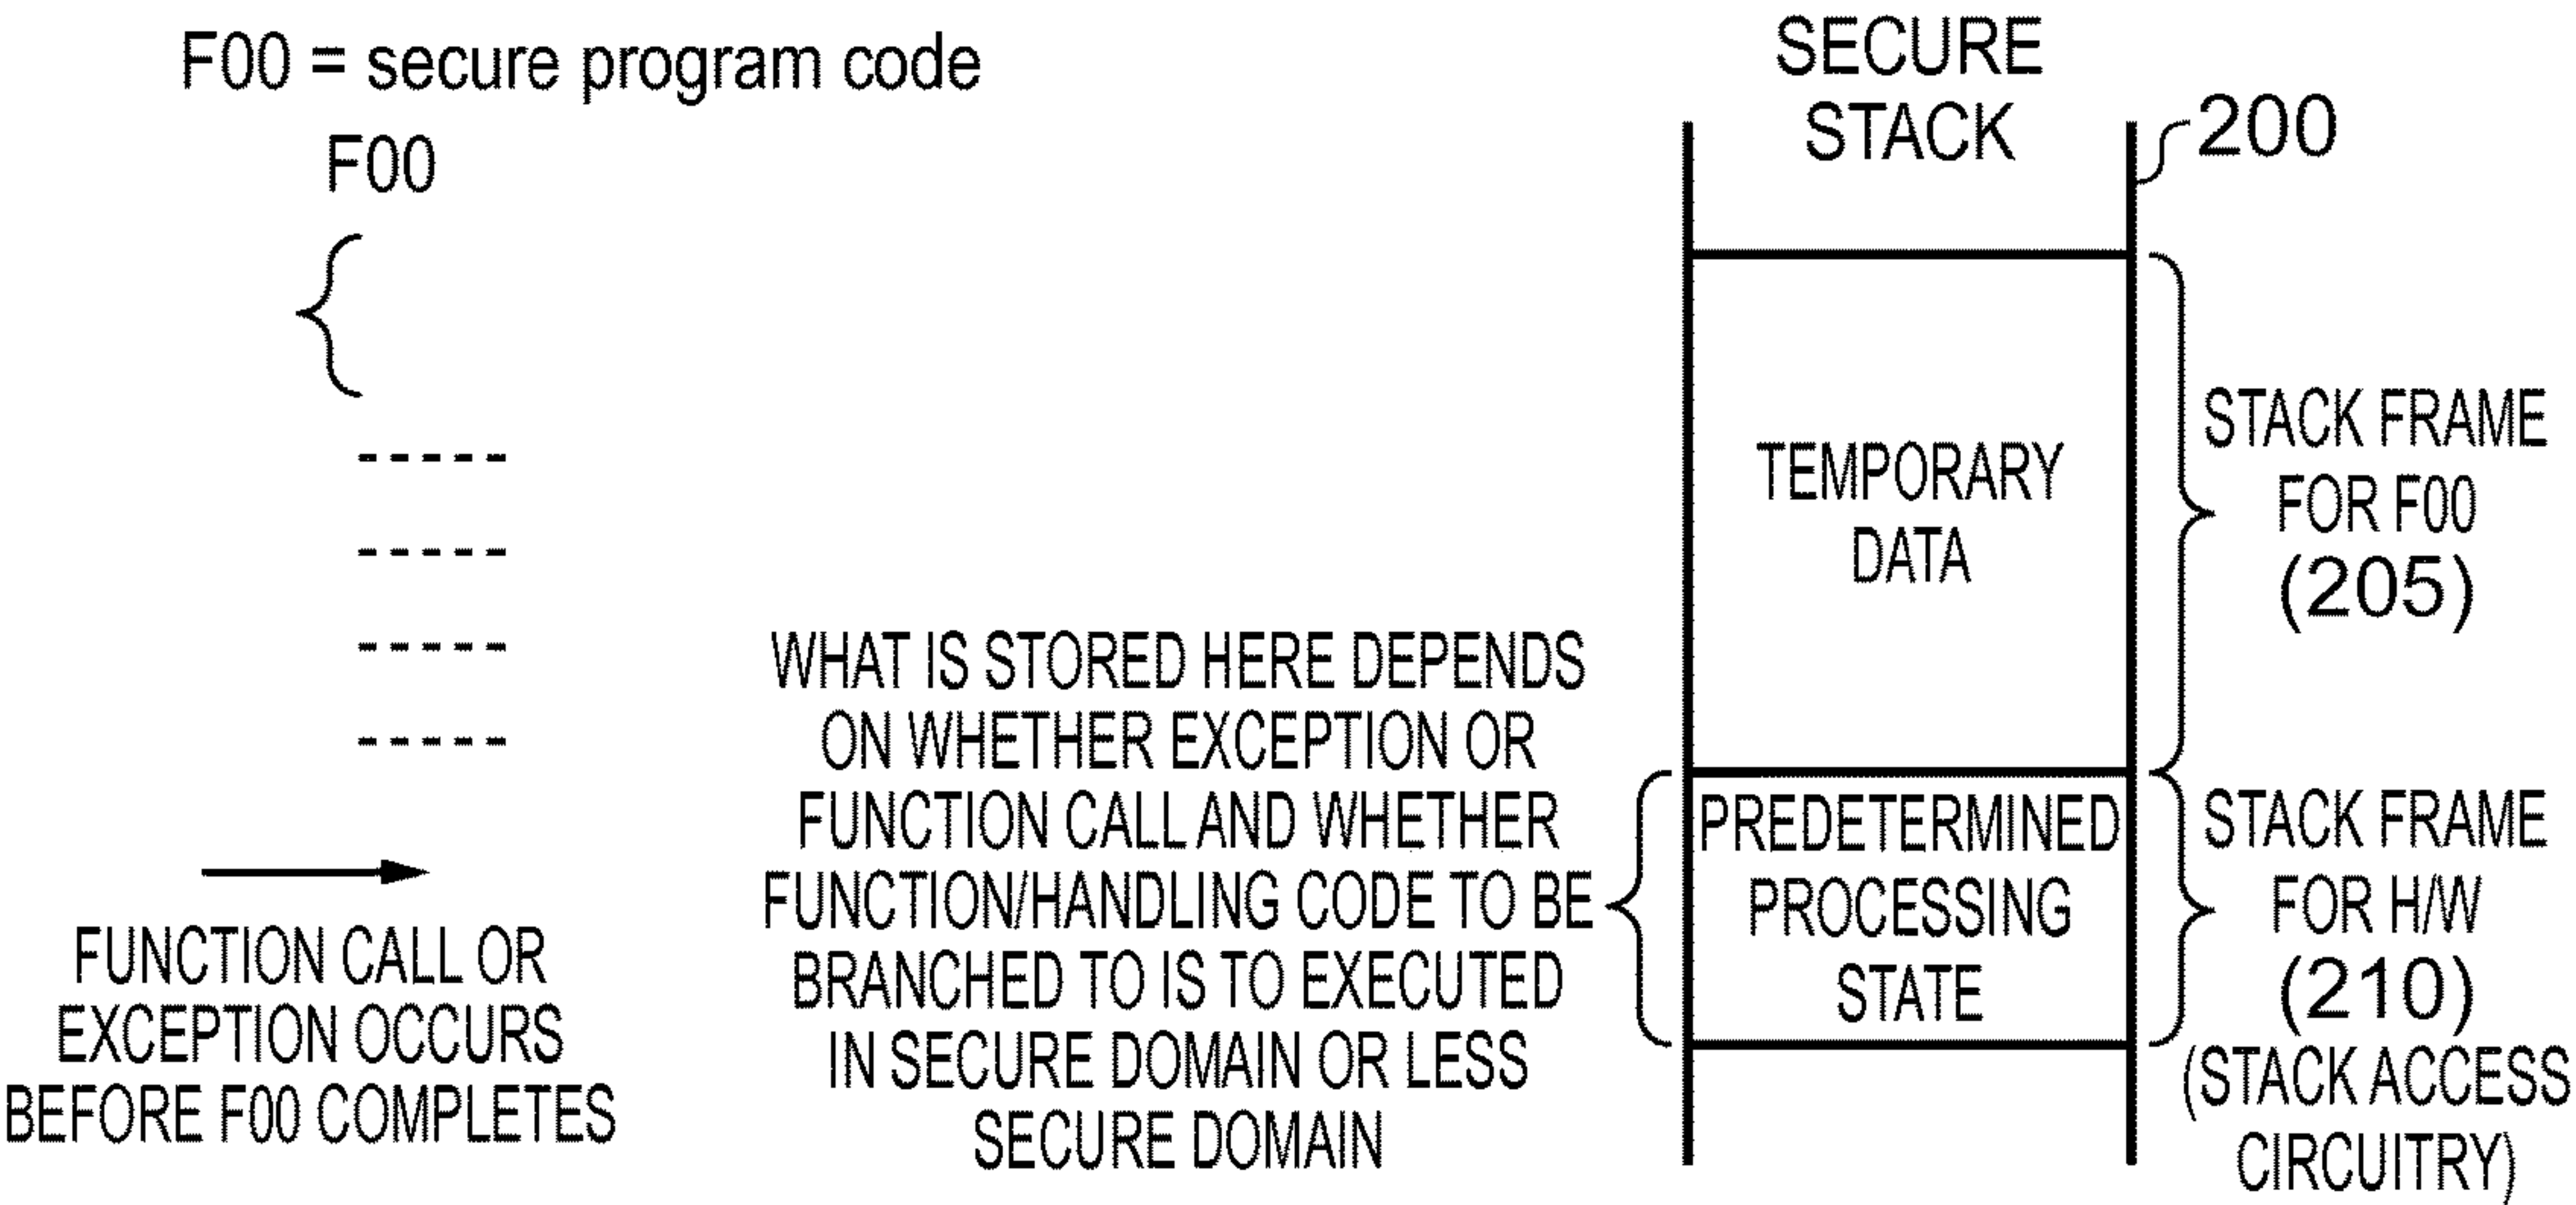 F00 = secure program code
F00
FUNCTION CALL OR
EXCEPTION OCCURS
BEFORE F00 COMPLETES
WHAT IS STORED HERE DEPENDS
ON WHETHER EXCEPTION OR
FUNCTION CALL AND WHETHER
FUNCTION/HANDLING CODE TO BE
BRANCHED TO IS TO EXECUTED
IN SECURE DOMAIN OR LESS
SECURE DOMAIN
SECURE
STACK
200
TEMPORARY
DATA
PREDETERMINED
PROCESSING
STATE
STACK FRAME
FOR F00
(205)
STACK FRAME
FOR H/W
(210)
(STACK ACCESS
CIRCUITRY)